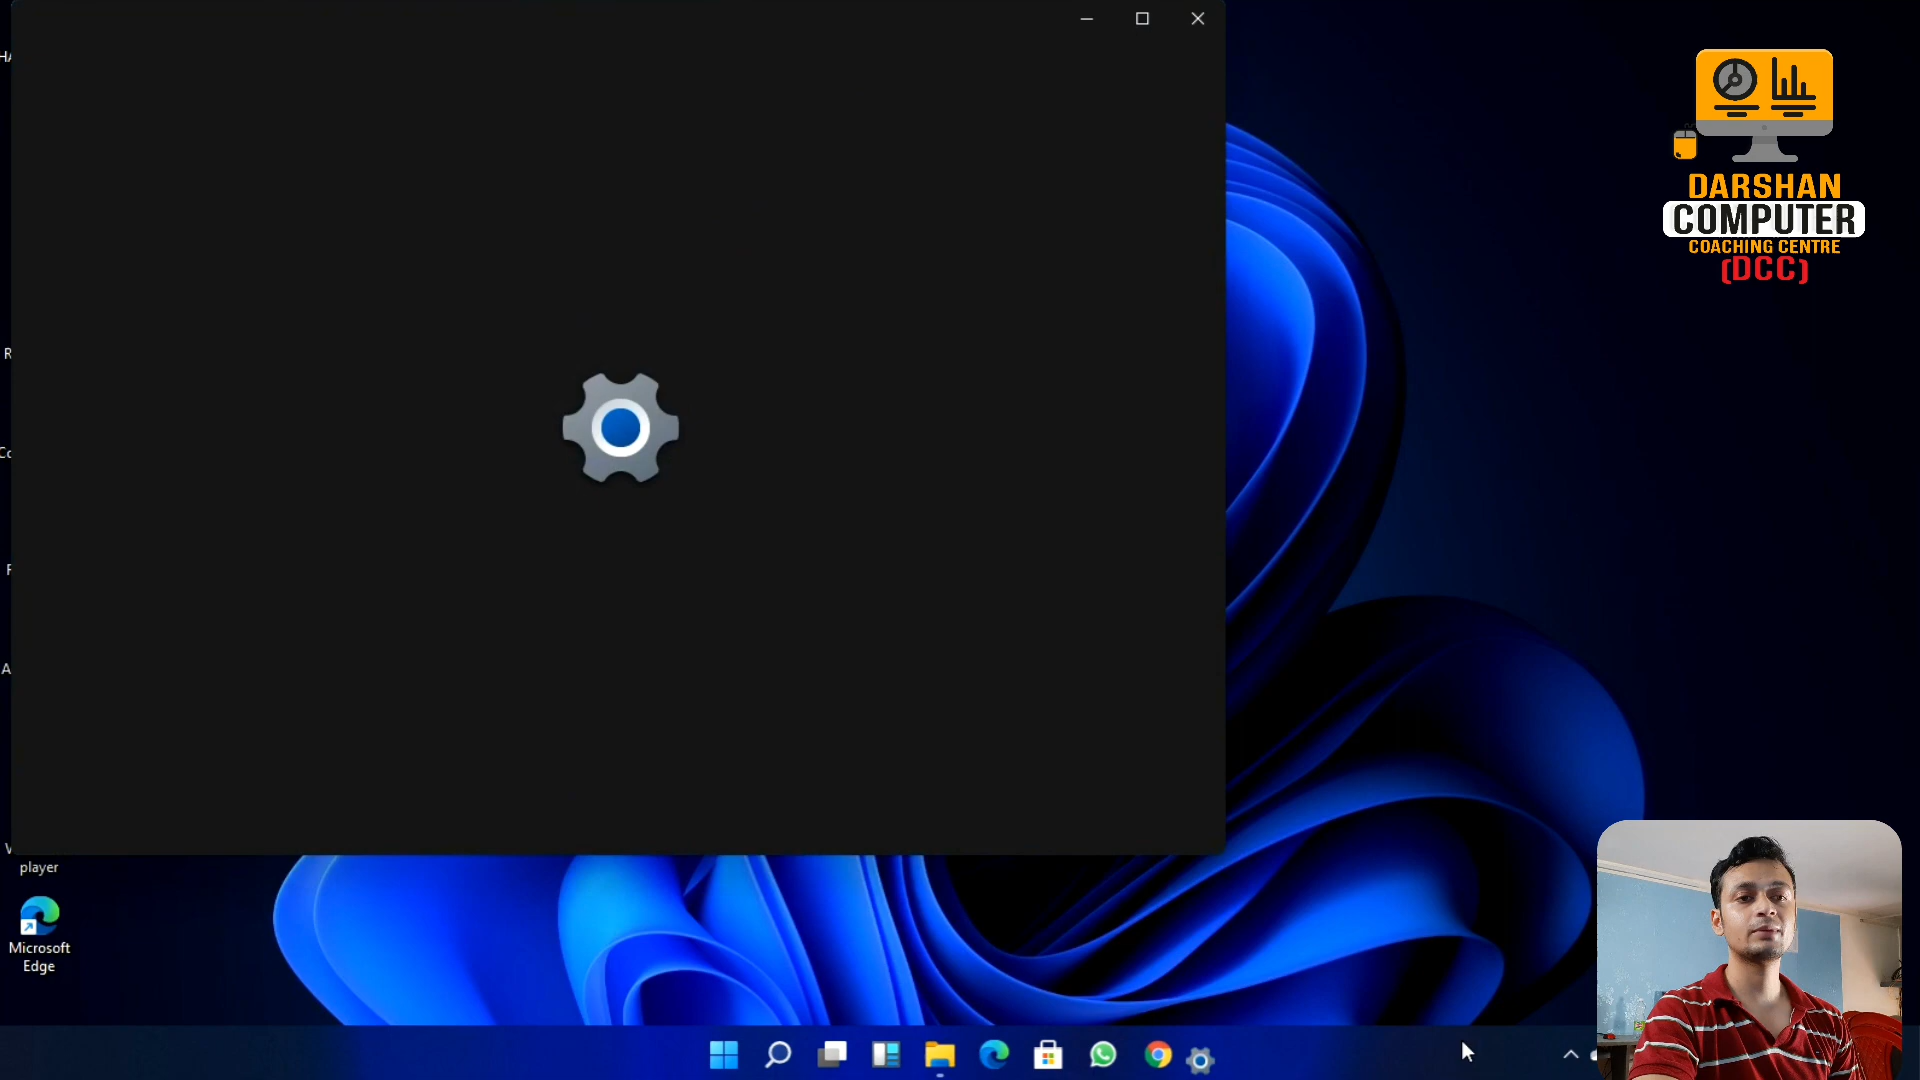 DARSHAN
COMPUTER
COACHING CENTRE
(DCC)
player
Microsoft
Edge